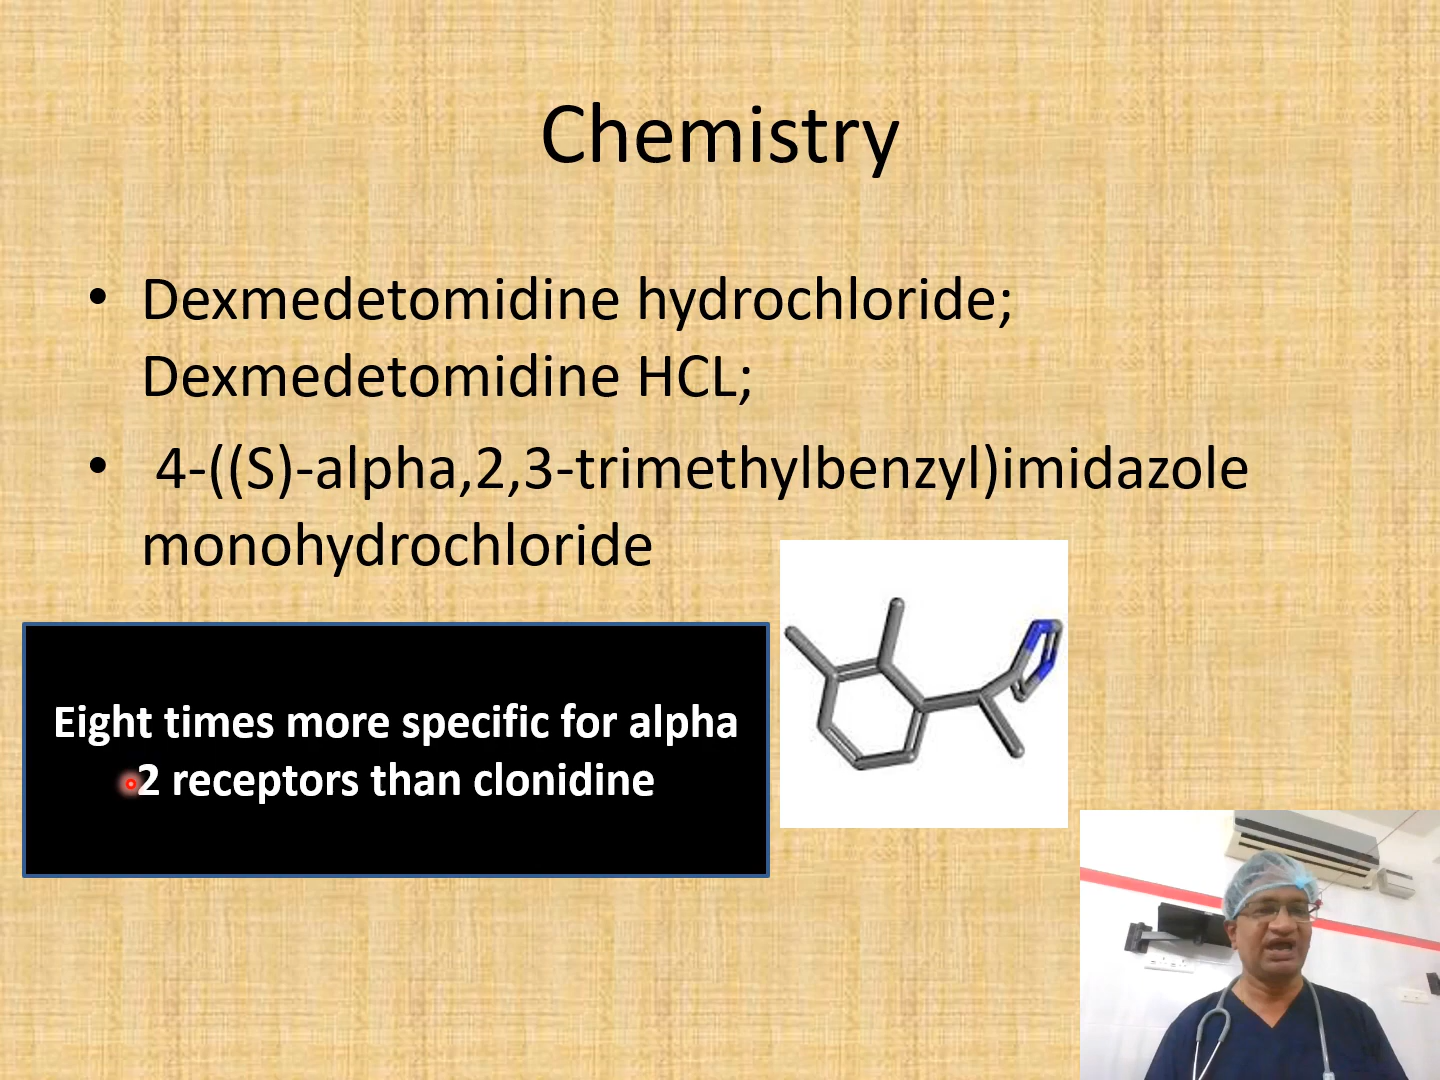 Chemistry
• Dexmedetomidine hydrochloride;
Dexmedetomidine HCL;
• 4-((S)-alpha,2,3-trimethylbenzyl)imidazole
monohydrochloride
Eight times more specific for alpha
2 receptors than clonidine